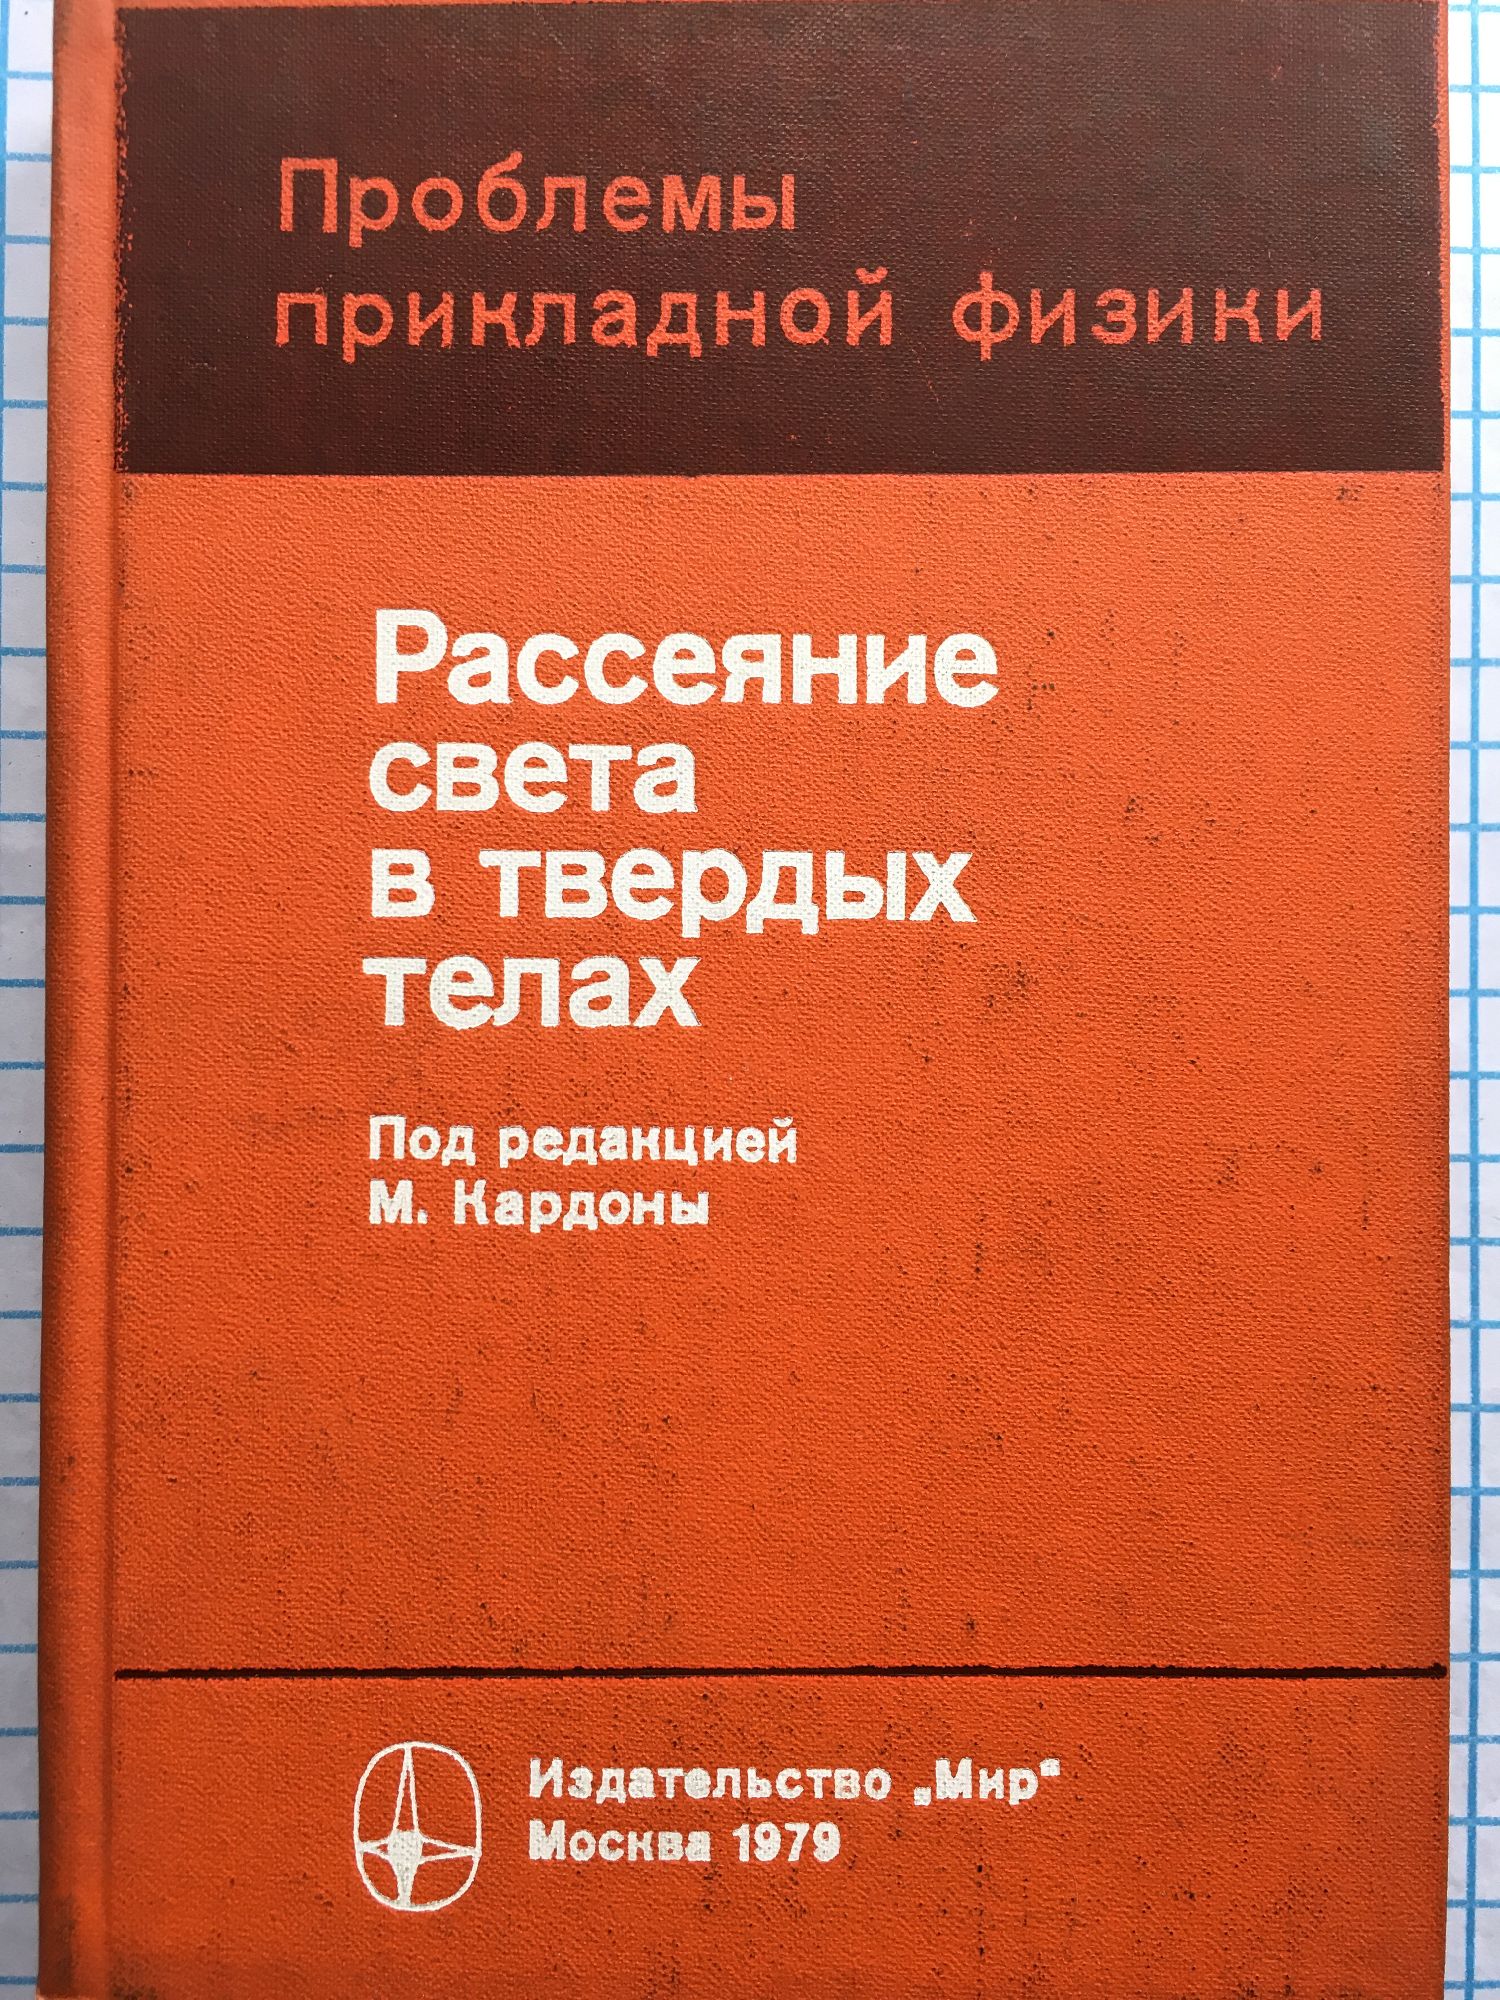 Проблемы
прикладной физики
Рассеяние
света
в твердых
телах
Под редакцией
М. Кардоны
Издательство „Мир“
Москва 1979